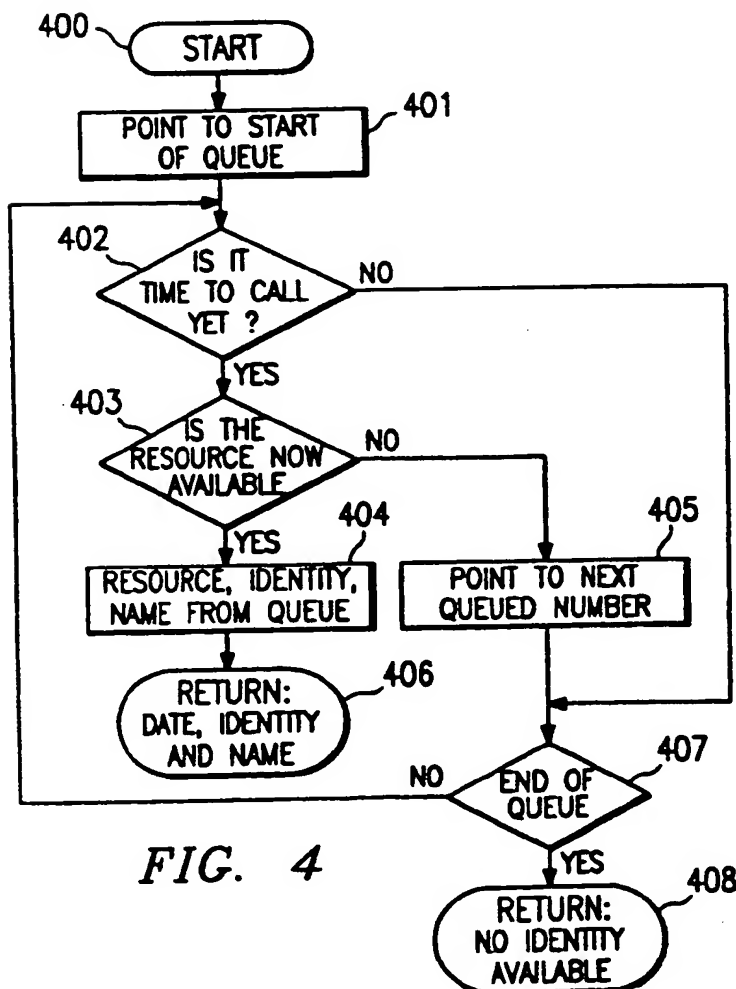 400
START
401
POINT TO START
OF QUEUE
402
IS IT
TIME TO CALL
YET ?
NO
YES
403
IS THE
RESOURCE NOW
AVAILABLE
NO
YES
404
RESOURCE, IDENTITY,
NAME FROM QUEUE
405
POINT TO NEXT
QUEUED NUMBER
RETURN:
DATE, IDENTITY
AND NAME
406
NO
END OF
QUEUE
407
YES
FIG. 4
RETURN:
NO IDENTITY
AVAILABLE
408